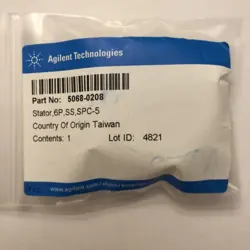 Agilent Technologies
Part No: 5068-0208
Stator,6P,SS,SPC-5
Country Of Origin Taiwan
Contents: 1 Lot ID: 4821